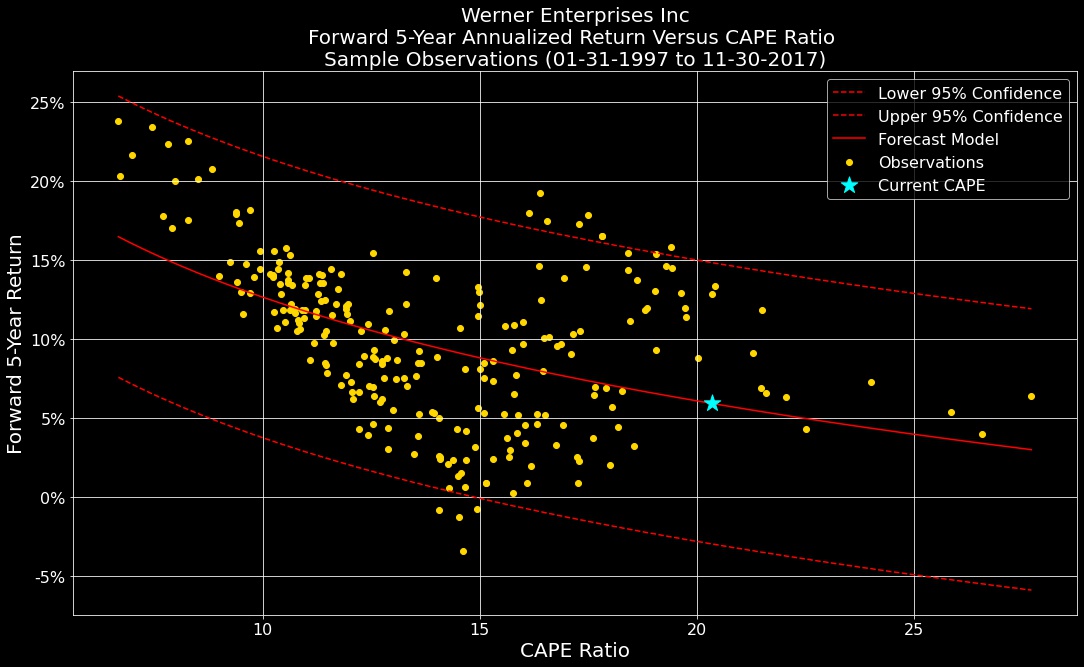 Werner Enterprises Inc
Forward 5-Year Annualized Return Versus CAPE Ratio
Sample Observations (01-31-1997 to 11-30-2017)
Lower 95% Confidence
Upper 95% Confidence
Forecast Model
Observations
Current CAPE
Forward 5-Year Return
25%
20%
15%
10%
5%
0%
-5%
10 15 20 25
CAPE Ratio